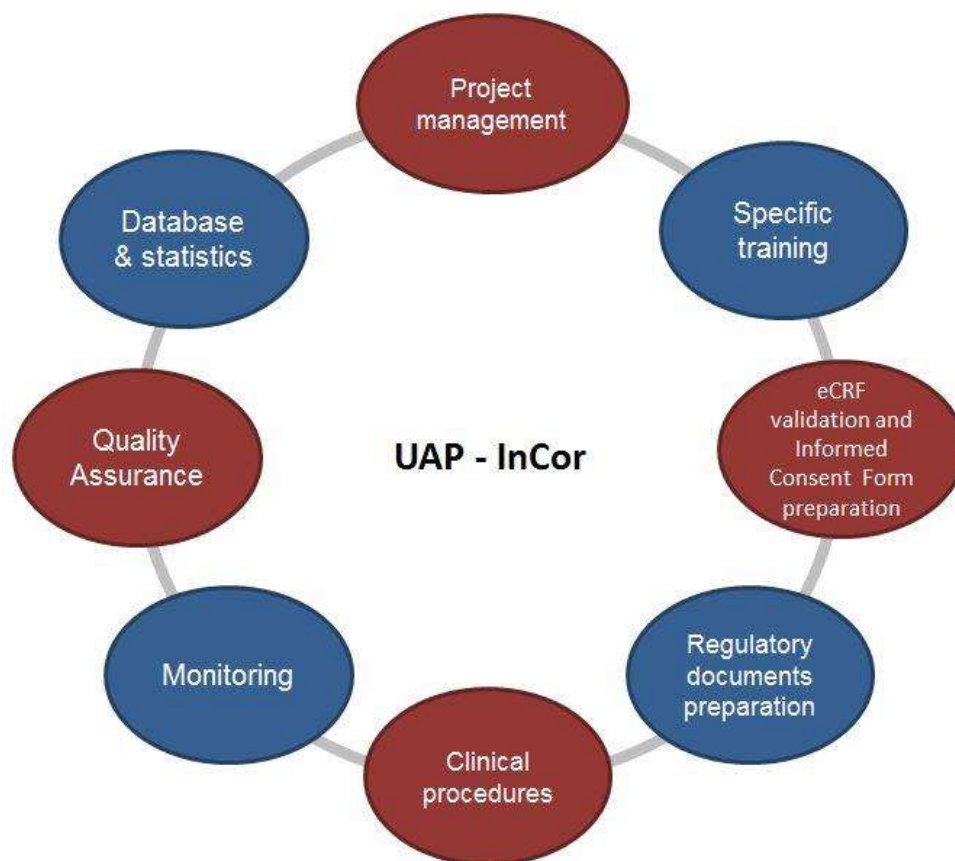 Project
management
Specific
training
eCRF
validation and
Informed
Consent Form
preparation
Regulatory
documents
preparation
Clinical
procedures
Monitoring
Quality
Assurance
Database
& statistics
UAP - InCor